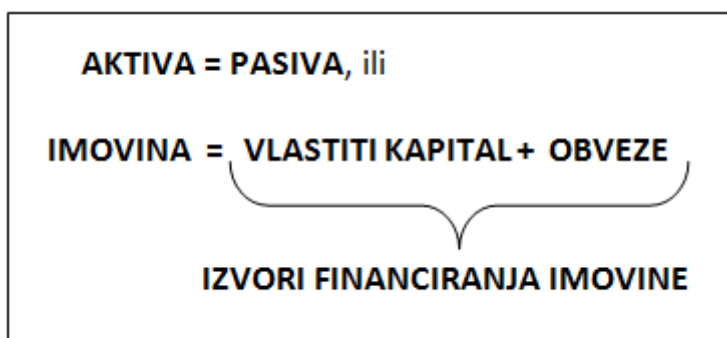 AKTIVA = PASIVA, ili
IMOVINA = VLASTITI KAPITAL + OBVEZE
IZVORI FINANCIRANJA IMOVINE